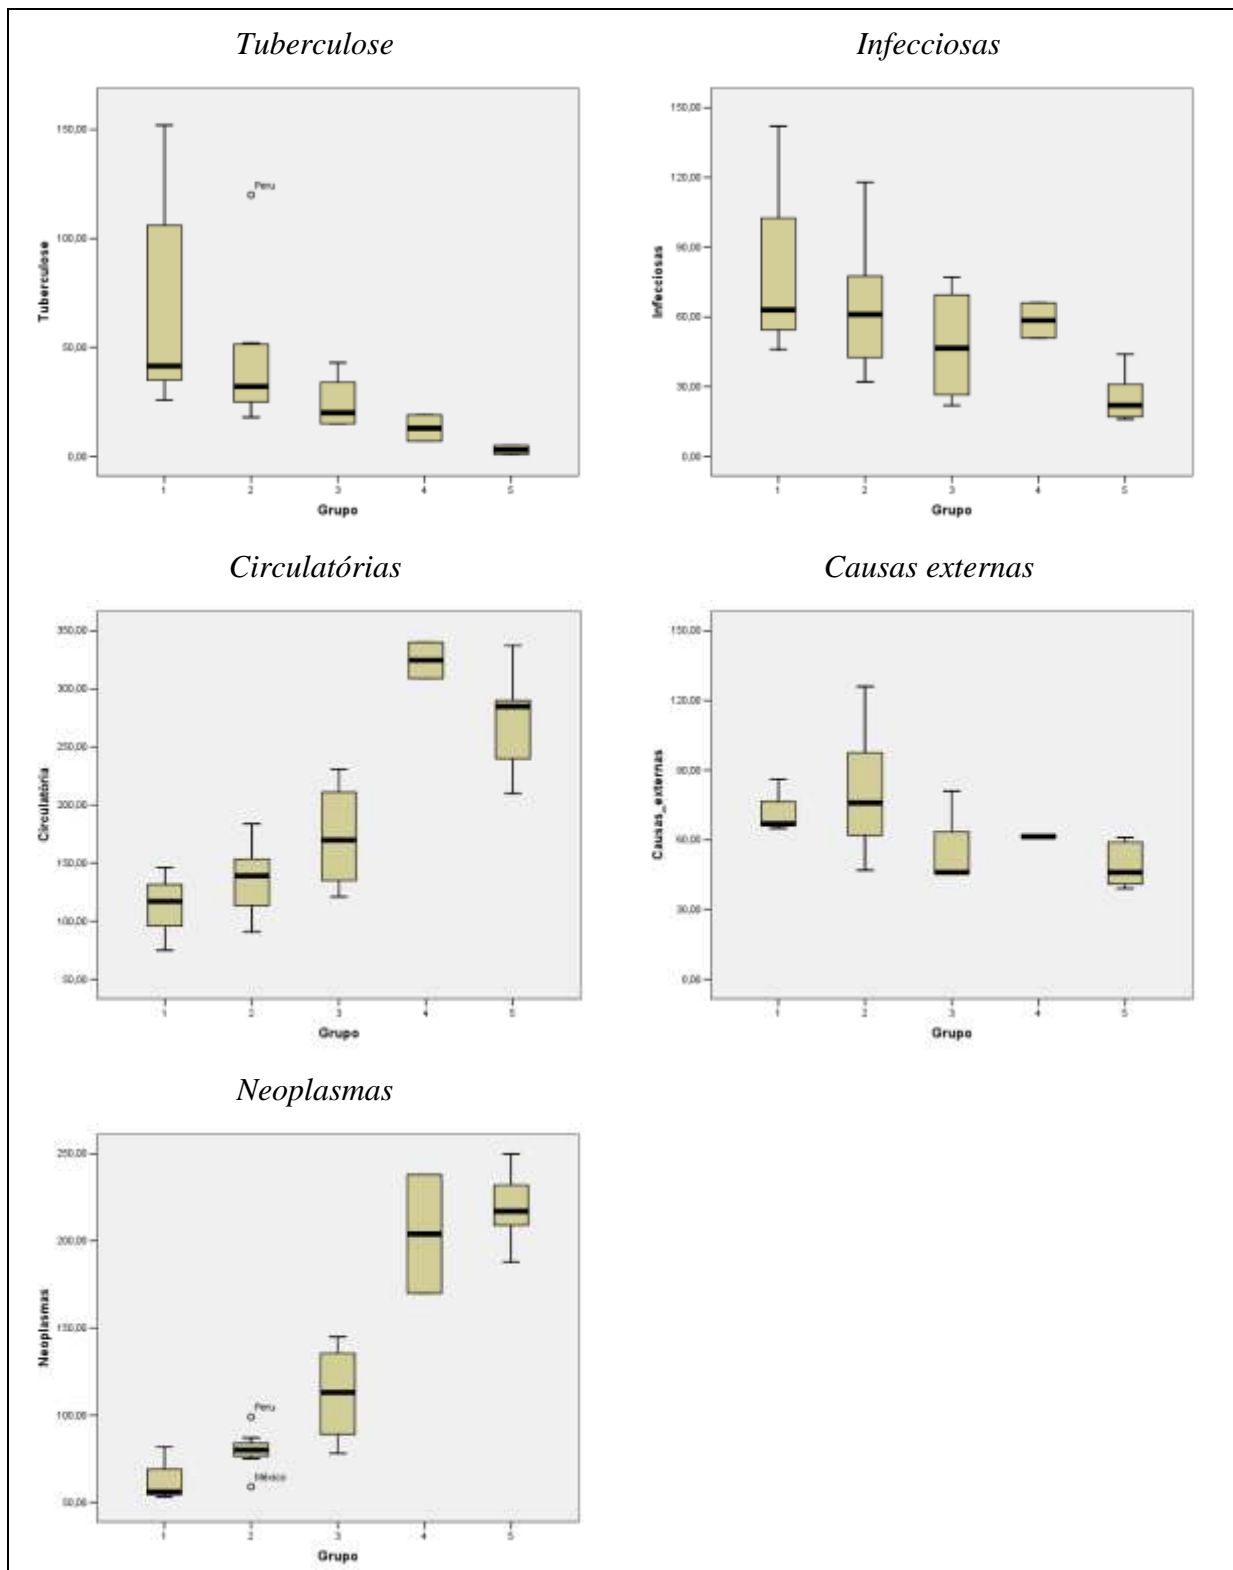 Tuberculose
150,00
100,00
50,00
0,00
Tuberculose
Peru
1 2 3 4 5
Grupo
Infecciosas
150,00
120,00
90,00
60,00
30,00
0,00
Infecciosas
1 2 3 4 5
Grupo
Circulatórias
350,00
300,00
250,00
200,00
150,00
100,00
50,00
Circulatória
1 2 3 4 5
Grupo
Causas externas
150,00
120,00
90,00
60,00
30,00
0,00
Causas_externas
1 2 3 4 5
Grupo
Neoplasmas
250,00
200,00
150,00
100,00
50,00
Neoplasmas
Peru
México
1 2 3 4 5
Grupo